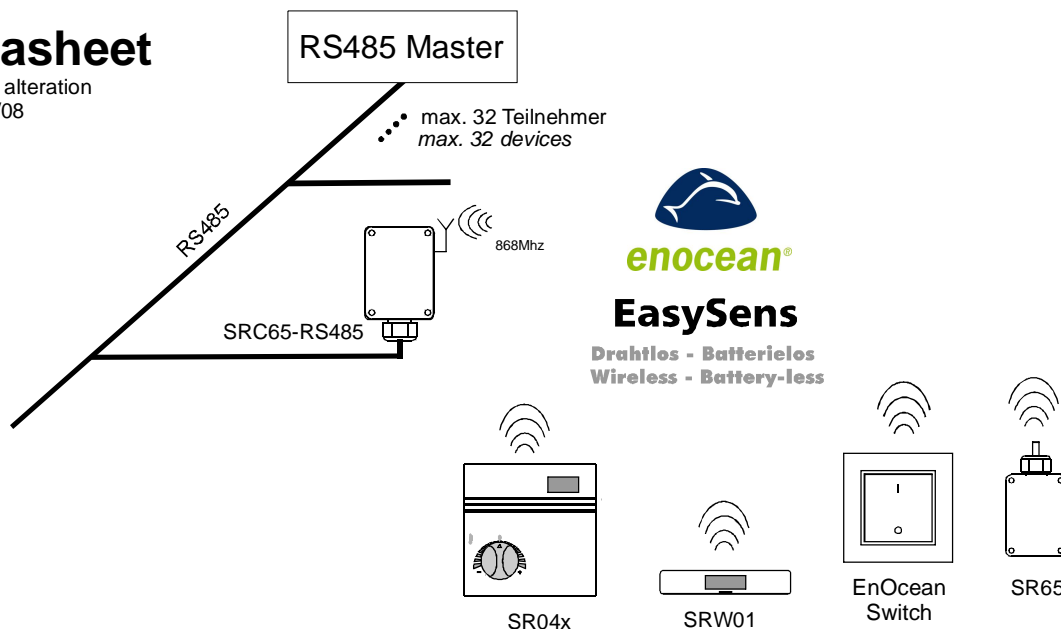 asheet
alteration
/08
RS485 Master
max. 32 Teilnehmer
max. 32 devices
RS485
868Mhz
SRC65-RS485
enocean®
EasySens
Drahtlos - Batterielos
Wireless - Battery-less
SR04x
SRW01
EnOcean
Switch
SR65